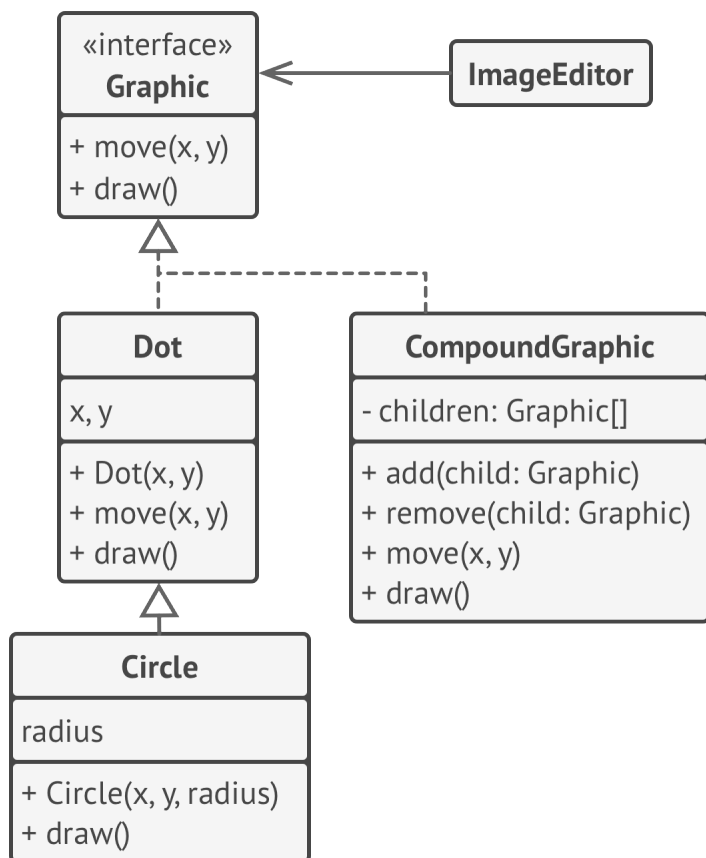 «interface»
Graphic
+ move(x, y)
+ draw()
ImageEditor
Dot
x, y
+ Dot(x, y)
+ move(x, y)
+ draw()
CompoundGraphic
- children: Graphic[]
+ add(child: Graphic)
+ remove(child: Graphic)
+ move(x, y)
+ draw()
Circle
radius
+ Circle(x, y, radius)
+ draw()